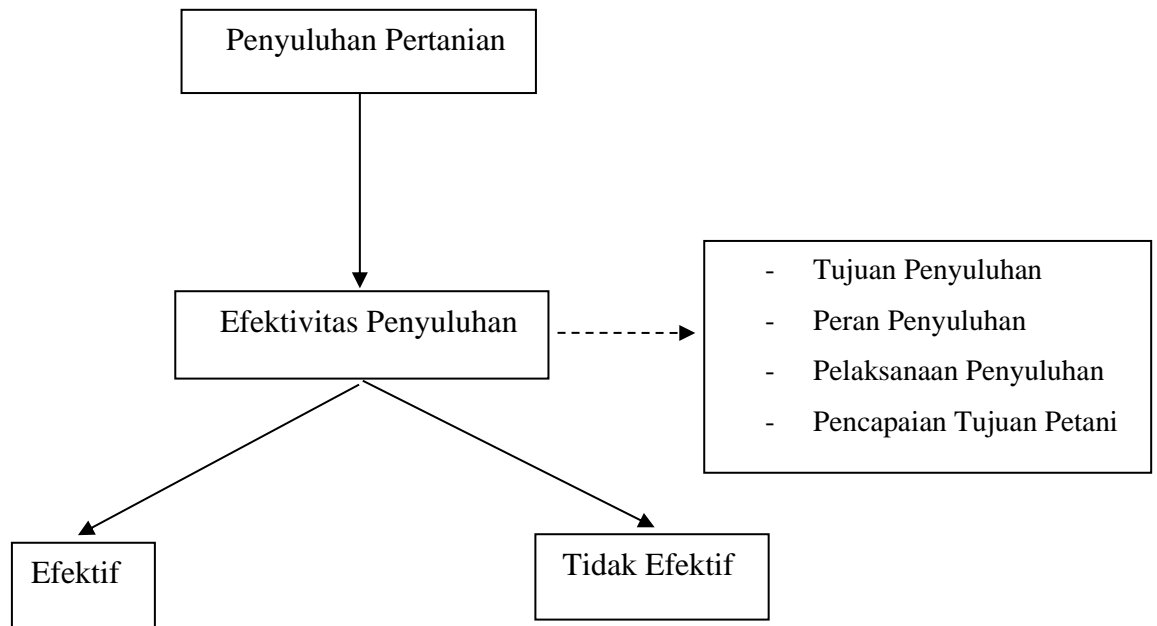 Penyuluhan Pertanian
Efektivitas Penyuluhan
- Tujuan Penyuluhan
- Peran Penyuluhan
- Pelaksanaan Penyuluhan
- Pencapaian Tujuan Petani
Efektif
Tidak Efektif